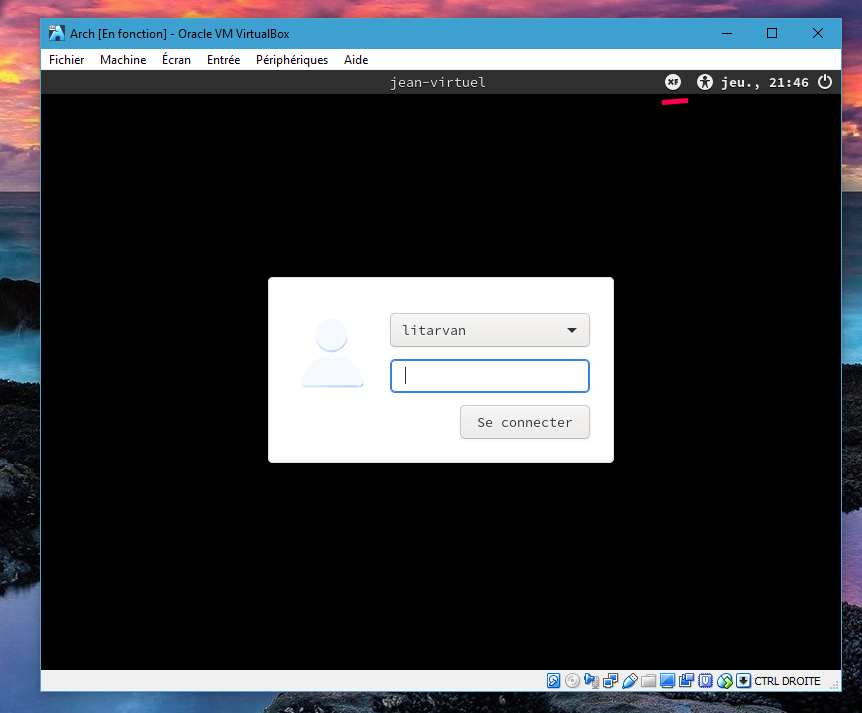 Arch [En fonction] - Oracle VM VirtualBox
Fichier Machine Écran Entrée Périphériques Aide
jean-virtuel XF jeu., 21:46
litarvan
Se connecter
CTRL DROITE